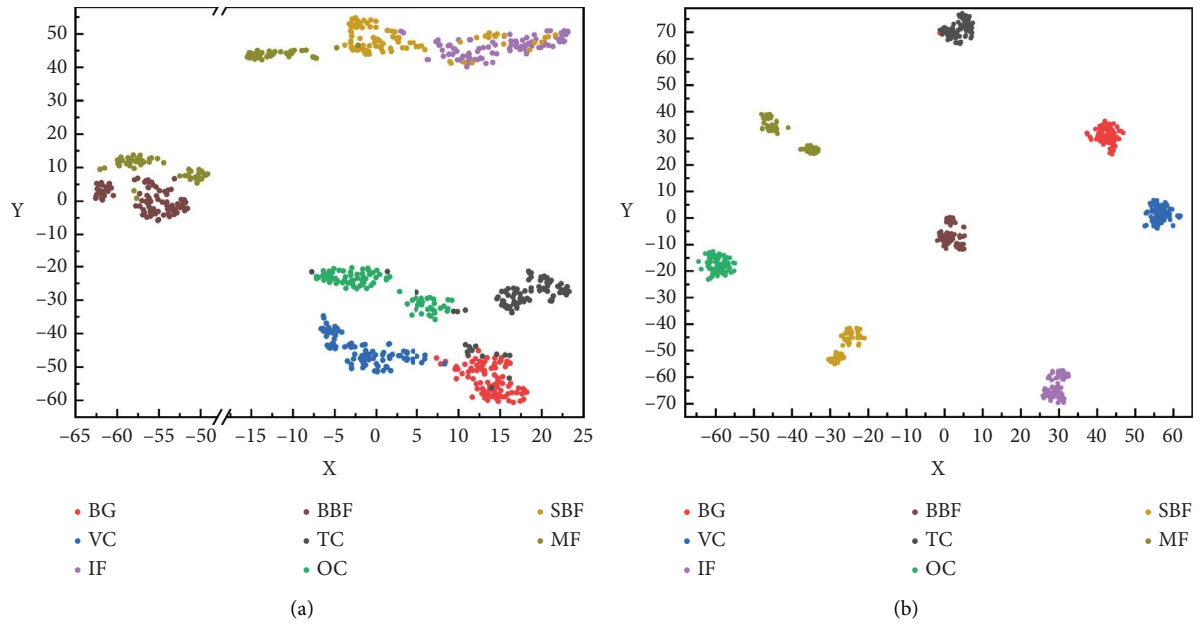 50
40
30
20
10
0
−10
−20
−30
−40
−50
−60
Y
−65 −60 −55 −50 −15 −10 −5 0 5 10 15 20 25
X
BG BBF SBF
VC TC MF
IF OC
(a)
70
60
50
40
30
20
10
0
−10
−20
−30
−40
−50
−60
−70
Y
−60 −50 −40 −30 −20 −10 0 10 20 30 40 50 60
X
BG BBF SBF
VC TC MF
IF OC
(b)